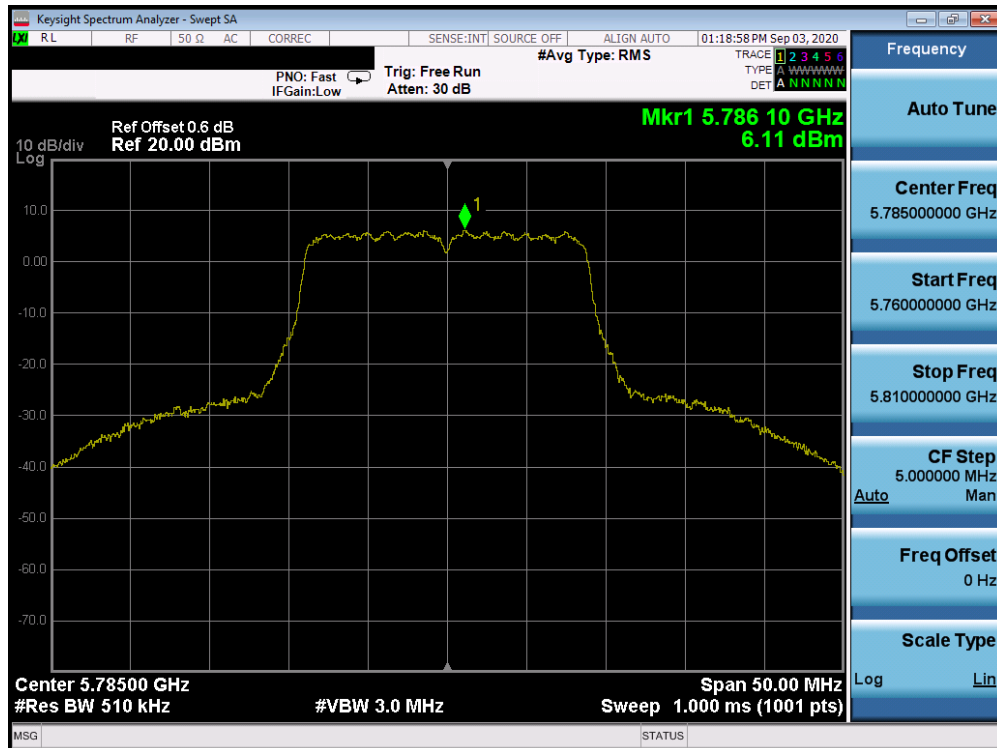 Keysight Spectrum Analyzer - Swept SA
LXI RL RF 50 Ω AC CORREC SENSE:INT SOURCE OFF ALIGN AUTO 01:18:58 PM Sep 03, 2020
#Avg Type: RMS
PNO: Fast
IFGain:Low
Trig: Free Run
Atten: 30 dB
TRACE 1 2 3 4 5 6
TYPE A WWWWW
DET A N N N N N
Mkr1 5.786 10 GHz
6.11 dBm
Ref Offset 0.6 dB
Ref 20.00 dBm
10 dB/div
Log
1
10.0
0.00
-10.0
-20.0
-30.0
-40.0
-50.0
-60.0
-70.0
Center 5.78500 GHz
Span 50.00 MHz
#Res BW 510 kHz
#VBW 3.0 MHz
Sweep 1.000 ms (1001 pts)
MSG
STATUS
Frequency
Auto Tune
Center Freq
5.785000000 GHz
Start Freq
5.760000000 GHz
Stop Freq
5.810000000 GHz
CF Step
5.000000 MHz
Auto Man
Freq Offset
0 Hz
Scale Type
Log Lin